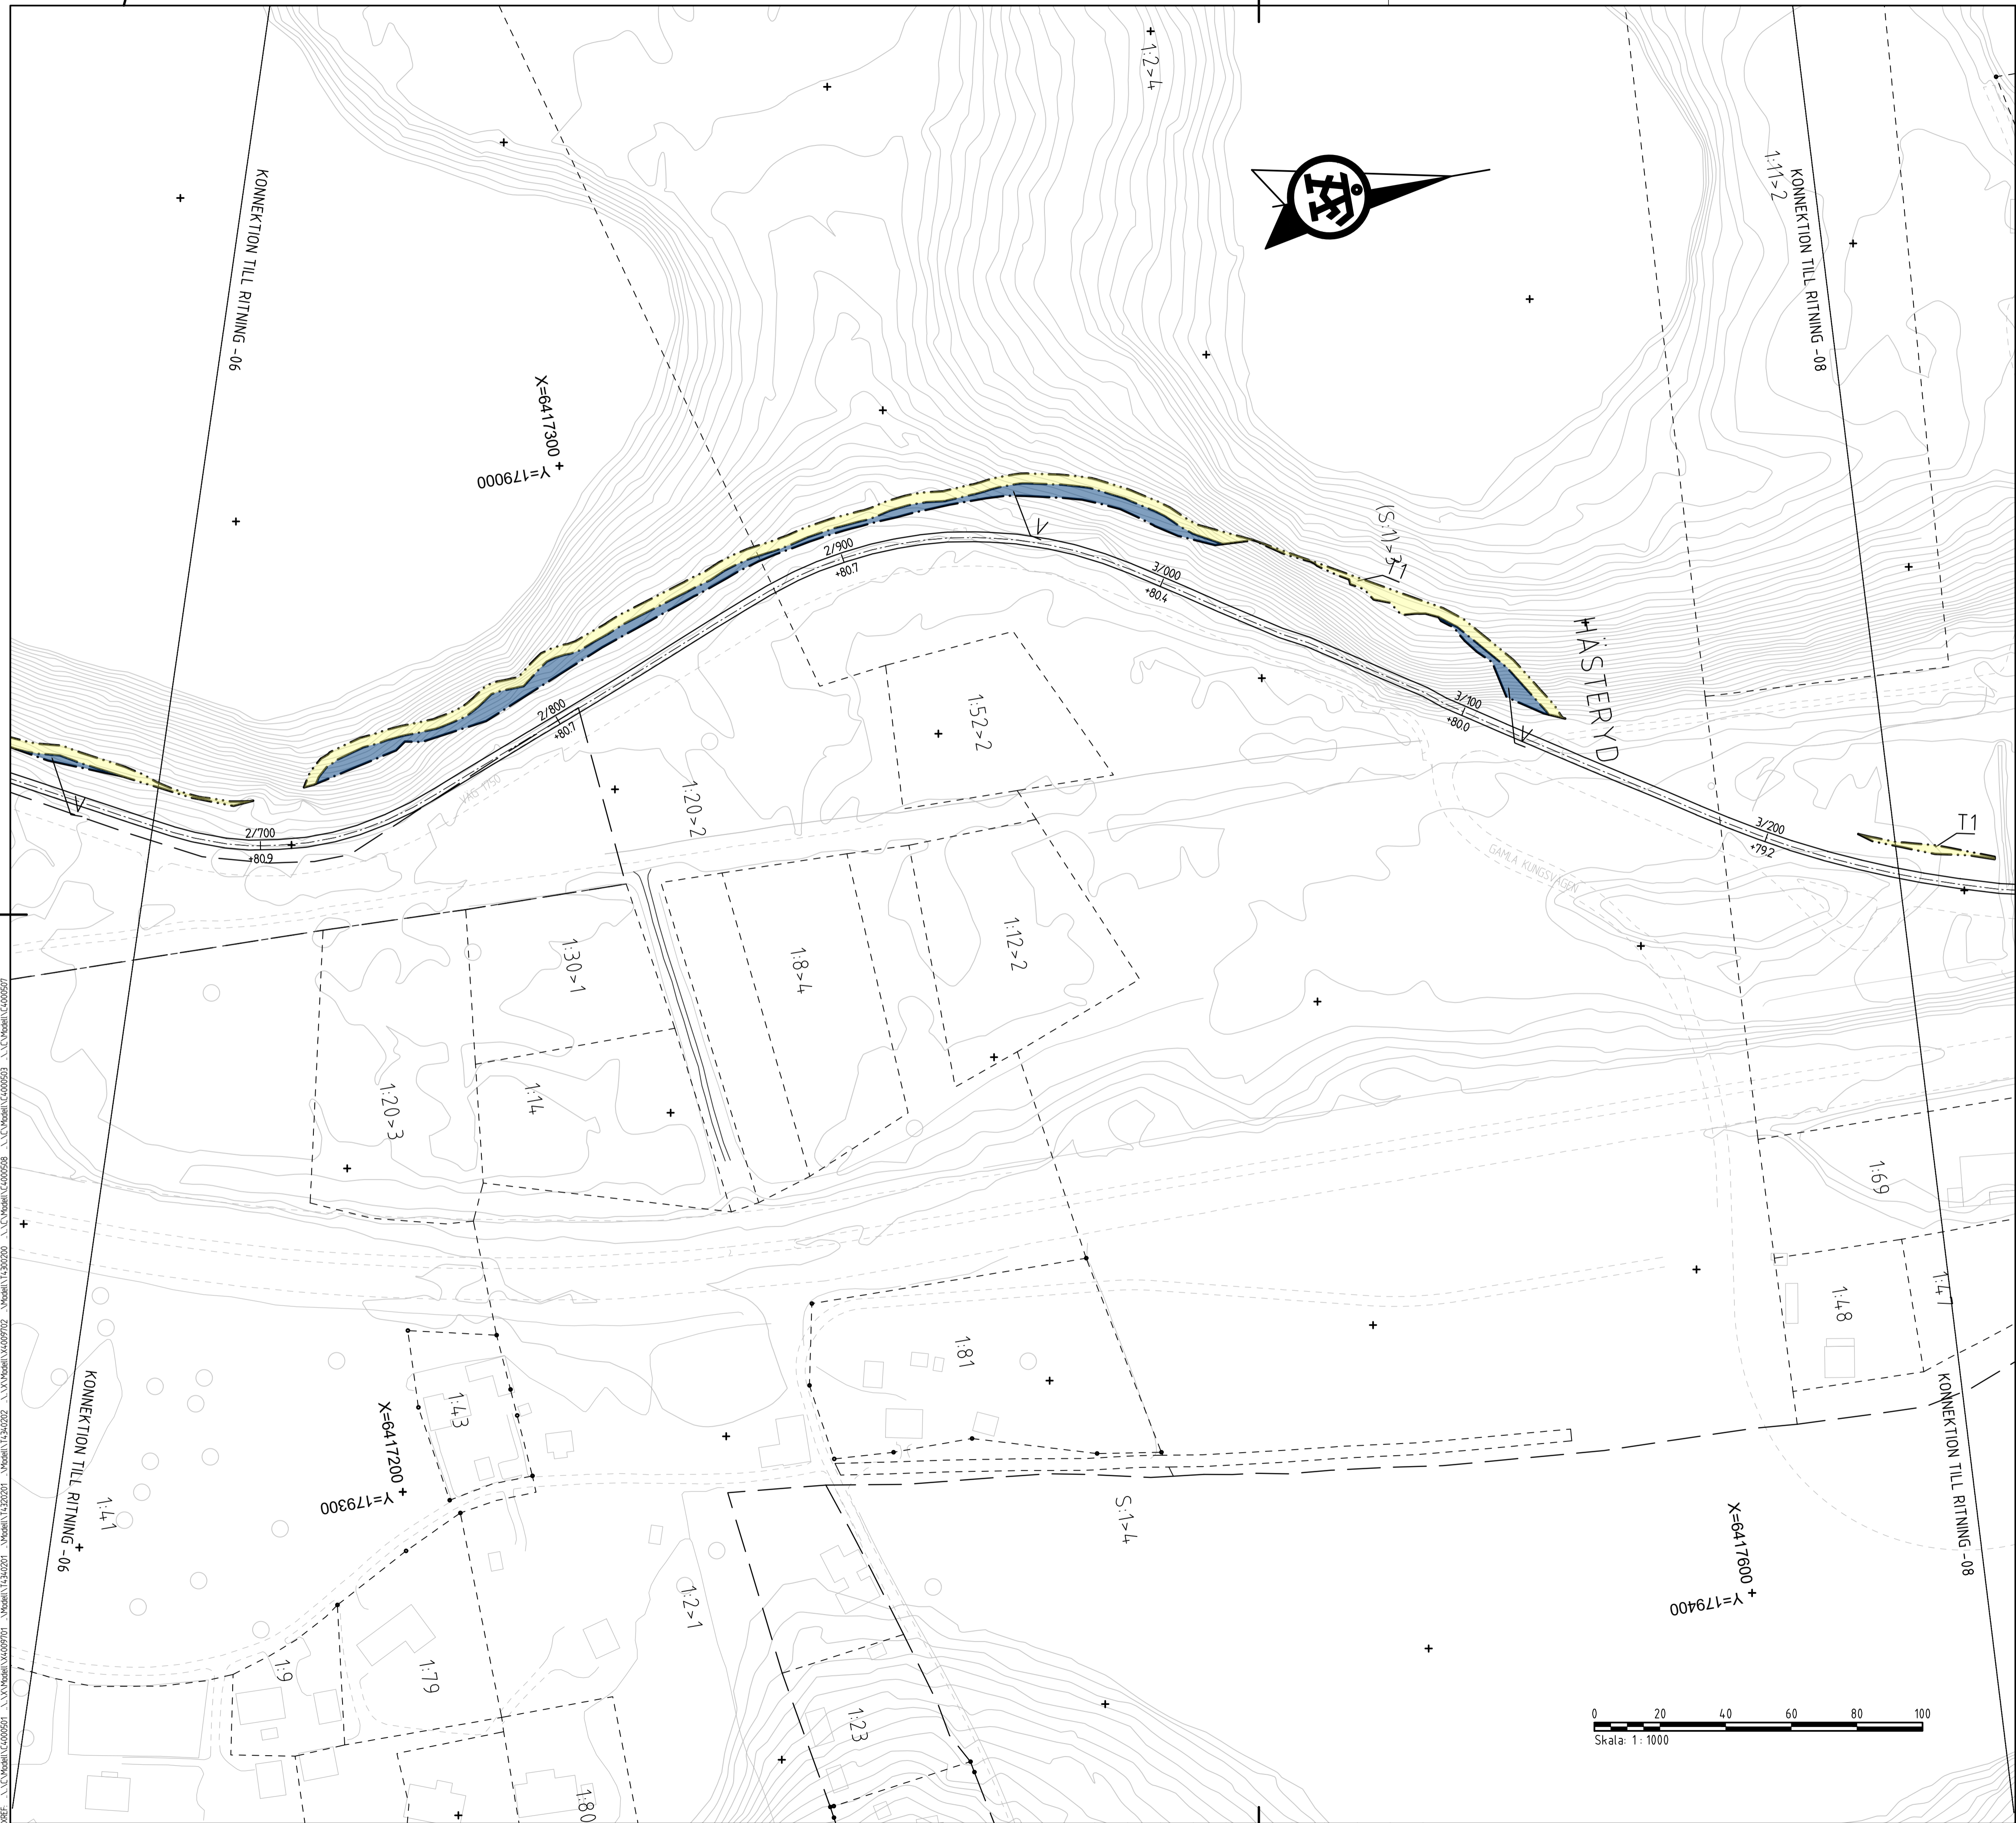 1:2>4
1:11>2
KONNEKTION TILL RITNING -06
KONNEKTION TILL RITNING -08
X=6417300
Y=179000
(S:1)>
T1
V
2/900
+80.7
3/000
+80.4
HÄSTERYD
1:52>2
2/800
+80.7
3/100
+80.0
V
V
VÄG 1750
1:20>2
2/700
+80.9
3/200
+79.2
T1
GAMLA KUNGSVÄGEN
1:30>1
1:8>4
1:12>2
1:20>3
1:14
1:69
1:47
1:48
1:81
1:43
KONNEKTION TILL RITNING -06
KONNEKTION TILL RITNING -08
X=6417200
Y=179300
1:41
S:1>4
X=6417600
Y=179400
1:2>1
1:9
1:79
1:23
1:80
0 20 40 60 80 100
Skala: 1 : 1000